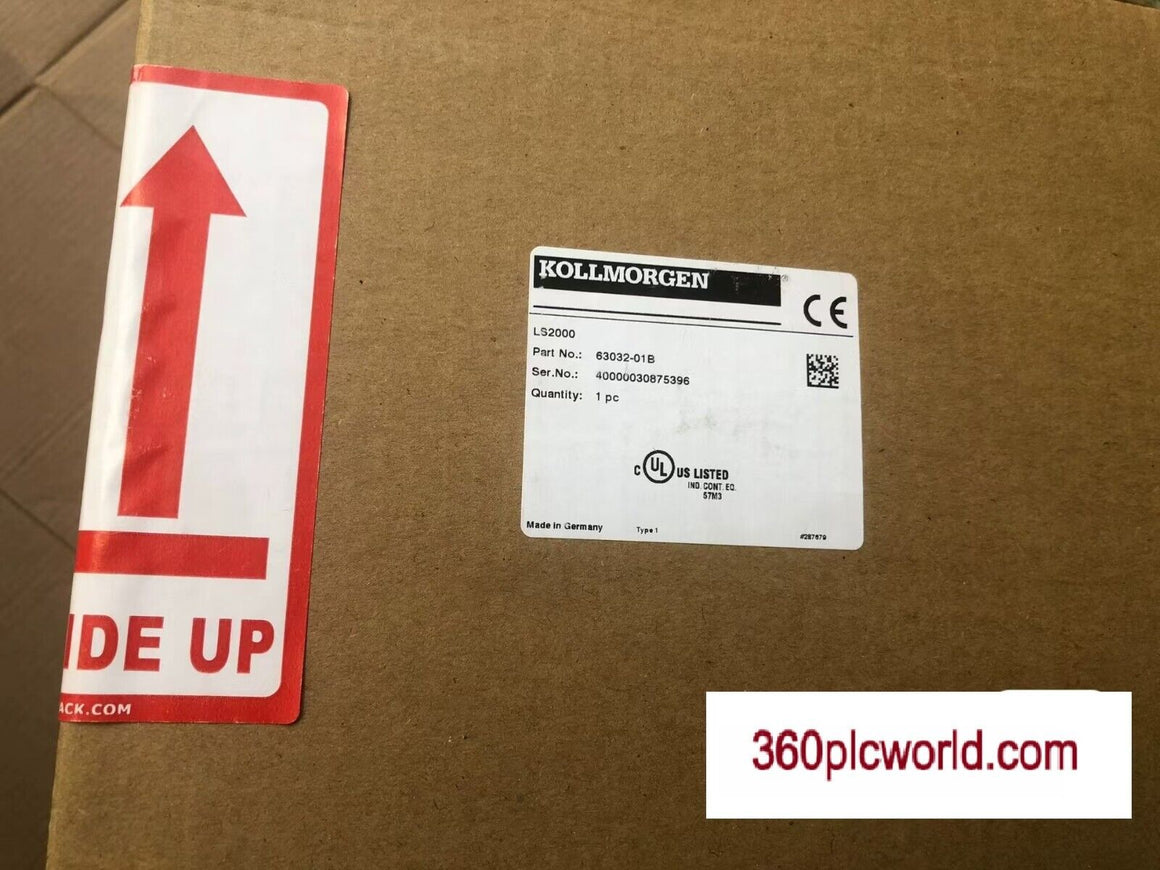 KOLLMORGEN
CE
LS2000
Part No.: 63032-01B
Ser.No.: 40000030875396
Quantity: 1 pc
C UL US LISTED
IND. CONT. EQ.
57M3
Made in Germany Type 1 #287679
IDE UP
ACK.COM
360plcworld.com